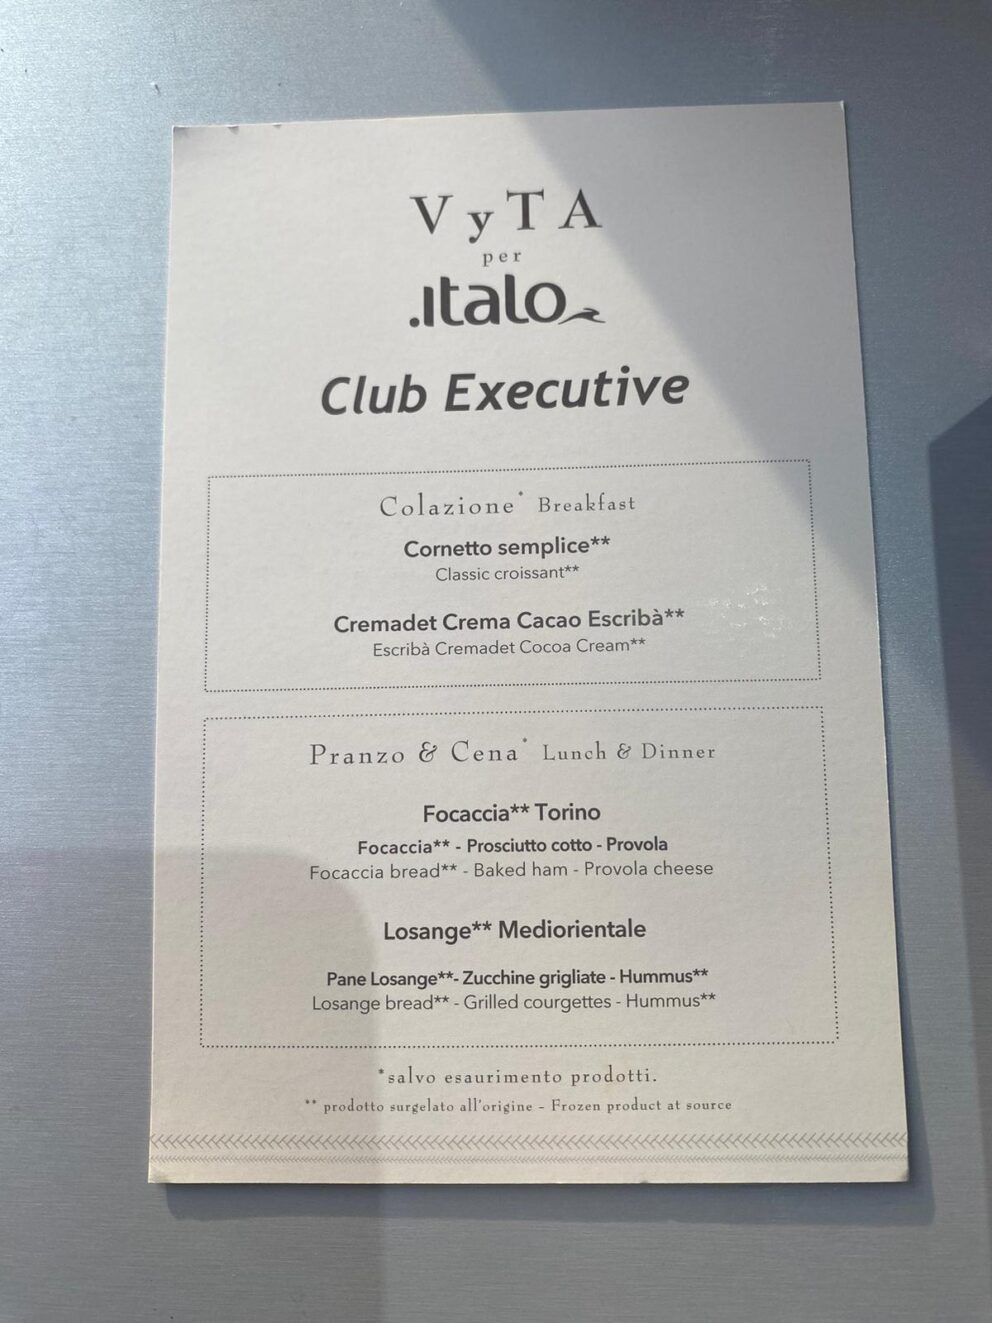 VyTA
per
.italo
Club Executive
Colazione* Breakfast
Cornetto semplice**
Classic croissant**
Cremadet Crema Cacao Escribà**
Escribà Cremadet Cocoa Cream**
Pranzo & Cena* Lunch & Dinner
Focaccia** Torino
Focaccia** - Prosciutto cotto - Provola
Focaccia bread** - Baked ham - Provola cheese
Losange** Mediorientale
Pane Losange**- Zucchine grigliate - Hummus**
Losange bread** - Grilled courgettes - Hummus**
*salvo esaurimento prodotti.
** prodotto surgelato all'origine - Frozen product at source